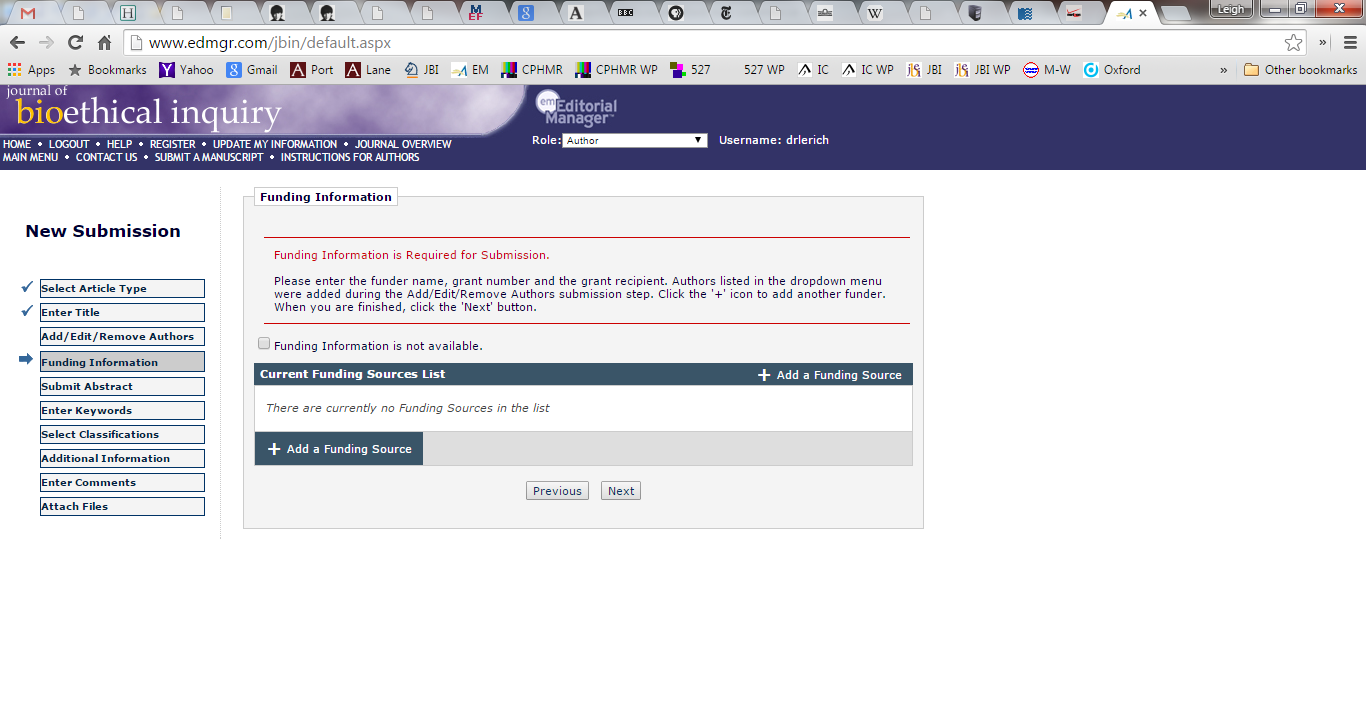 Leigh
www.edmgr.com/jbin/default.aspx
Apps Bookmarks Yahoo Gmail Port Lane JBI EM CPHMR CPHMR WP 527 527 WP IC IC WP JBI JBI WP M-W Oxford » Other bookmarks
journal of
bioethical inquiry
em Editorial
Manager™
HOME • LOGOUT • HELP • REGISTER • UPDATE MY INFORMATION • JOURNAL OVERVIEW
MAIN MENU • CONTACT US • SUBMIT A MANUSCRIPT • INSTRUCTIONS FOR AUTHORS
Role: Author Username: drlerich
New Submission
Select Article Type
Enter Title
Add/Edit/Remove Authors
Funding Information
Submit Abstract
Enter Keywords
Select Classifications
Additional Information
Enter Comments
Attach Files
Funding Information
Funding Information is Required for Submission.
Please enter the funder name, grant number and the grant recipient. Authors listed in the dropdown menu
were added during the Add/Edit/Remove Authors submission step. Click the '+' icon to add another funder.
When you are finished, click the 'Next' button.
Funding Information is not available.
Current Funding Sources List + Add a Funding Source
There are currently no Funding Sources in the list
+ Add a Funding Source
Previous Next